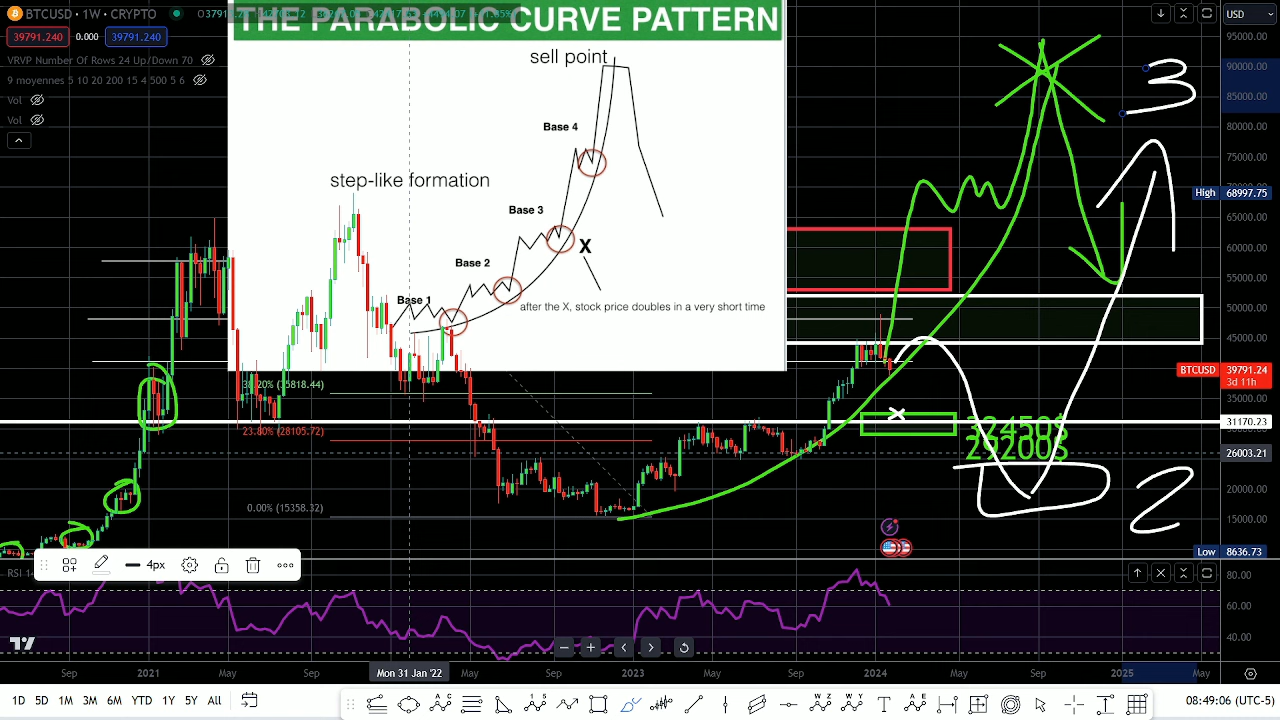 BTCUSD · 1W · CRYPTO
39791.240
0.000
39791.240
VRVP Number Of Rows 24 Up/Down 70
9 moyennes 5 10 20 200 15 4 500 5 6
Vol
Vol
THE PARABOLIC CURVE PATTERN
sell point
Base 4
step-like formation
Base 3
X
Base 2
Base 1
after the X, stock price doubles in a very short time
USD
95000.00
90000.00
85000.00
80000.00
75000.00
High 68997.75
65000.00
60000.00
55000.00
50000.00
45000.00
BTCUSD 39791.24
3d 11h
35000.00
31170.23
26603.21
20000.00
15000.00
Low 8636.73
3
2
29200$
38.20% (35818.44)
23.80% (28105.72)
0.00% (15358.32)
4px
RSI
80.00
60.00
40.00
Sep 2021 May Sep Mon 31 Jan '22 May Sep 2023 May Sep 2024 May Sep 2025 May
1D 5D 1M 3M 6M YTD 1Y 5Y All
08:49:06 (UTC-5)